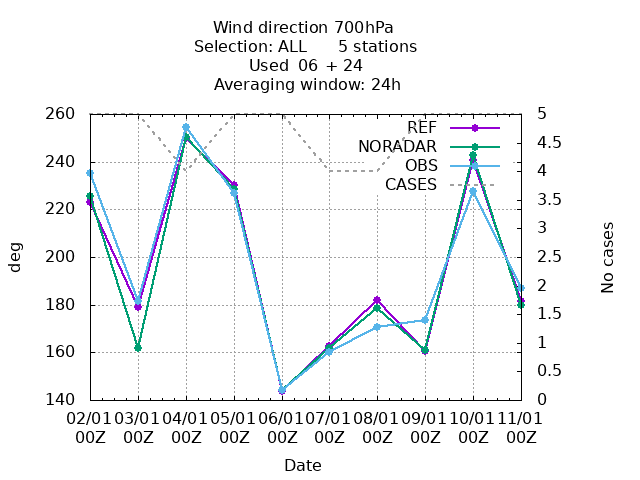 Wind direction 700hPa
Selection: ALL 5 stations
Used 06 + 24
Averaging window: 24h
260
240
220
200
180
160
140
deg
5
4.5
4
3.5
3
2.5
2
1.5
1
0.5
0
No cases
REF
NORADAR
OBS
CASES
02/01 03/01 04/01 05/01 06/01 07/01 08/01 09/01 10/01 11/01
00Z 00Z 00Z 00Z 00Z 00Z 00Z 00Z 00Z 00Z
Date